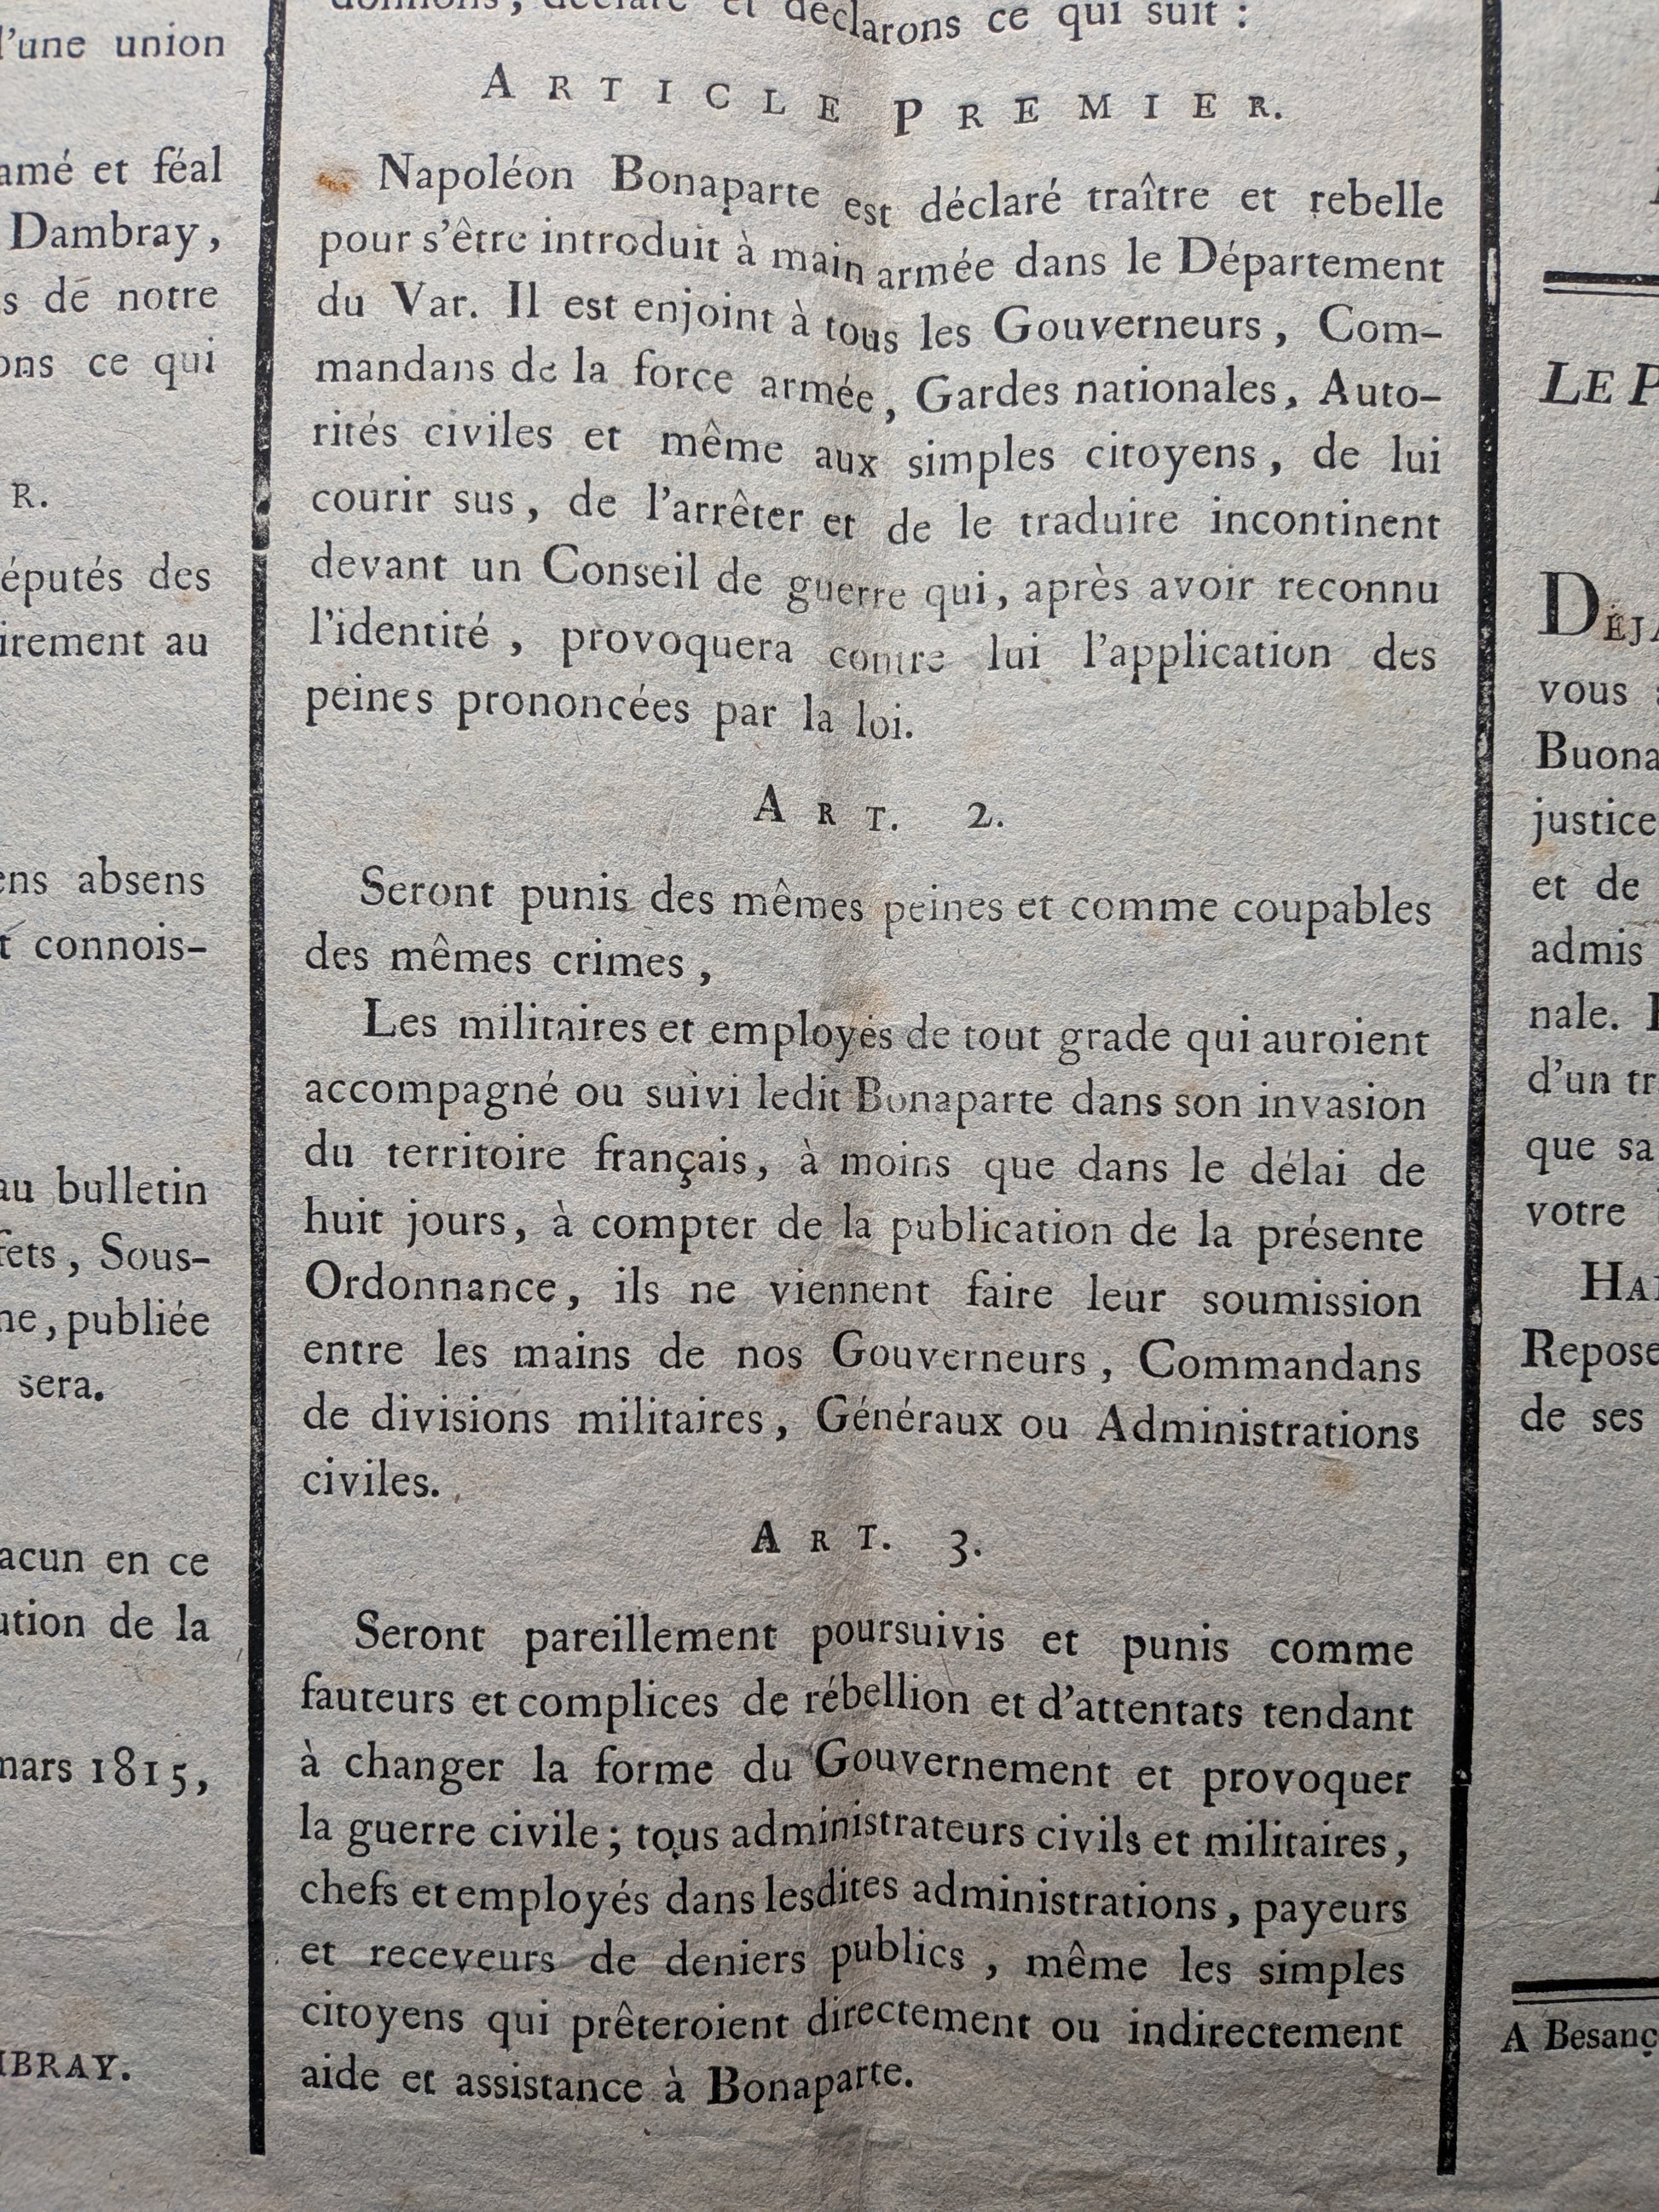 l'une union
amé et féal
Dambray,
s de notre
ons ce qui
R.
éputés des
irement au
ens absens
t connois-
au bulletin
fets, Sous-
ne, publiée
sera.
acun en ce
ution de la
mars 1815,
MBRAY.
déclare et déclarons ce qui suit :
ARTICLE PREMIER.
Napoléon Bonaparte est déclaré traître et rebelle
pour s'être introduit à main armée dans le Département
du Var. Il est enjoint à tous les Gouverneurs, Com-
mandans de la force armée, Gardes nationales, Auto-
rités civiles et même aux simples citoyens, de lui
courir sus, de l'arrêter et de le traduire incontinent
devant un Conseil de guerre qui, après avoir reconnu
l'identité, provoquera contre lui l'application des
peines prononcées par la loi.
ART. 2.
Seront punis des mêmes peines et comme coupables
des mêmes crimes,
Les militaires et employés de tout grade qui auroient
accompagné ou suivi ledit Bonaparte dans son invasion
du territoire français, à moins que dans le délai de
huit jours, à compter de la publication de la présente
Ordonnance, ils ne viennent faire leur soumission
entre les mains de nos Gouverneurs, Commandans
de divisions militaires, Généraux ou Administrations
civiles.
ART. 3.
Seront pareillement poursuivis et punis comme
fauteurs et complices de rébellion et d'attentats tendant
à changer la forme du Gouvernement et provoquer
la guerre civile; tous administrateurs civils et militaires,
chefs et employés dans lesdites administrations, payeurs
et receveurs de deniers publics, même les simples
citoyens qui prêteroient directement ou indirectement
aide et assistance à Bonaparte.
LE P
DÉJA
vous
Buona
justice
et de
admis
nale.
d'un tr
que sa
votre
HA
Repose
de ses
A Besanç